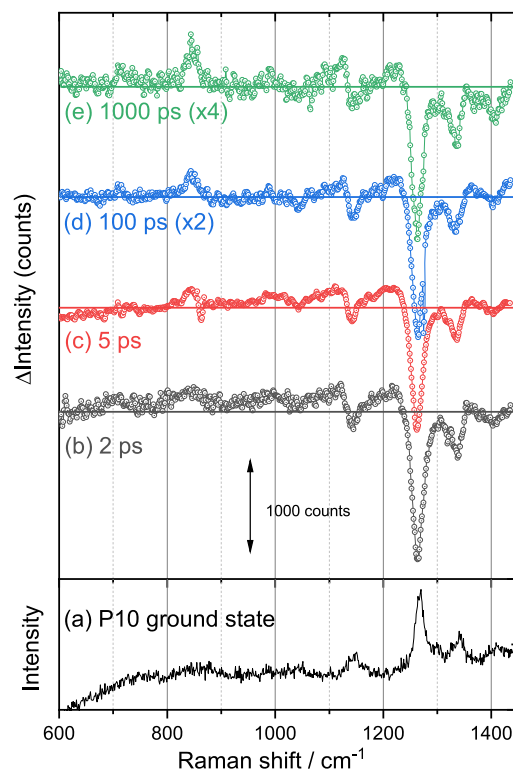 (e) 1000 ps (x4)
(d) 100 ps (x2)
(c) 5 ps
(b) 2 ps
1000 counts
ΔIntensity (counts)
(a) P10 ground state
Intensity
600 800 1000 1200 1400
Raman shift / cm⁻¹